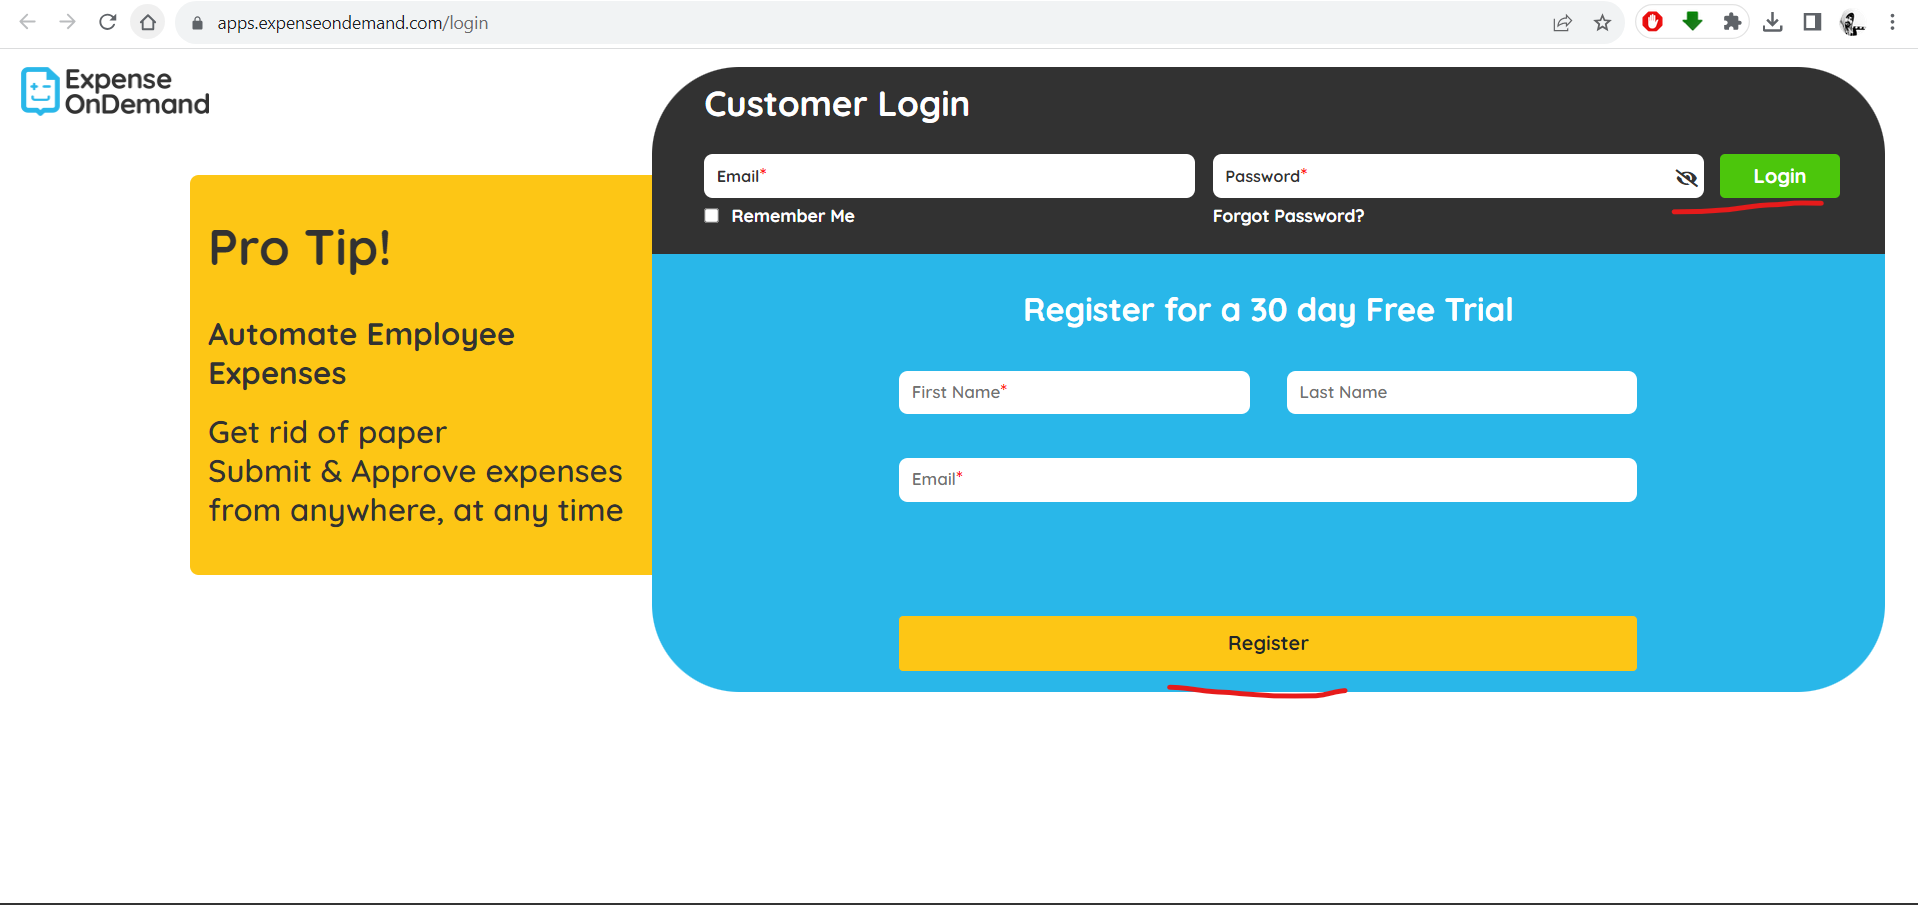 apps.expenseondemand.com/login
Expense
OnDemand
Customer Login
Email*
Password*
Login
Remember Me
Forgot Password?
Pro Tip!
Automate Employee
Expenses
Get rid of paper
Submit & Approve expenses
from anywhere, at any time
Register for a 30 day Free Trial
First Name*
Last Name
Email*
Register